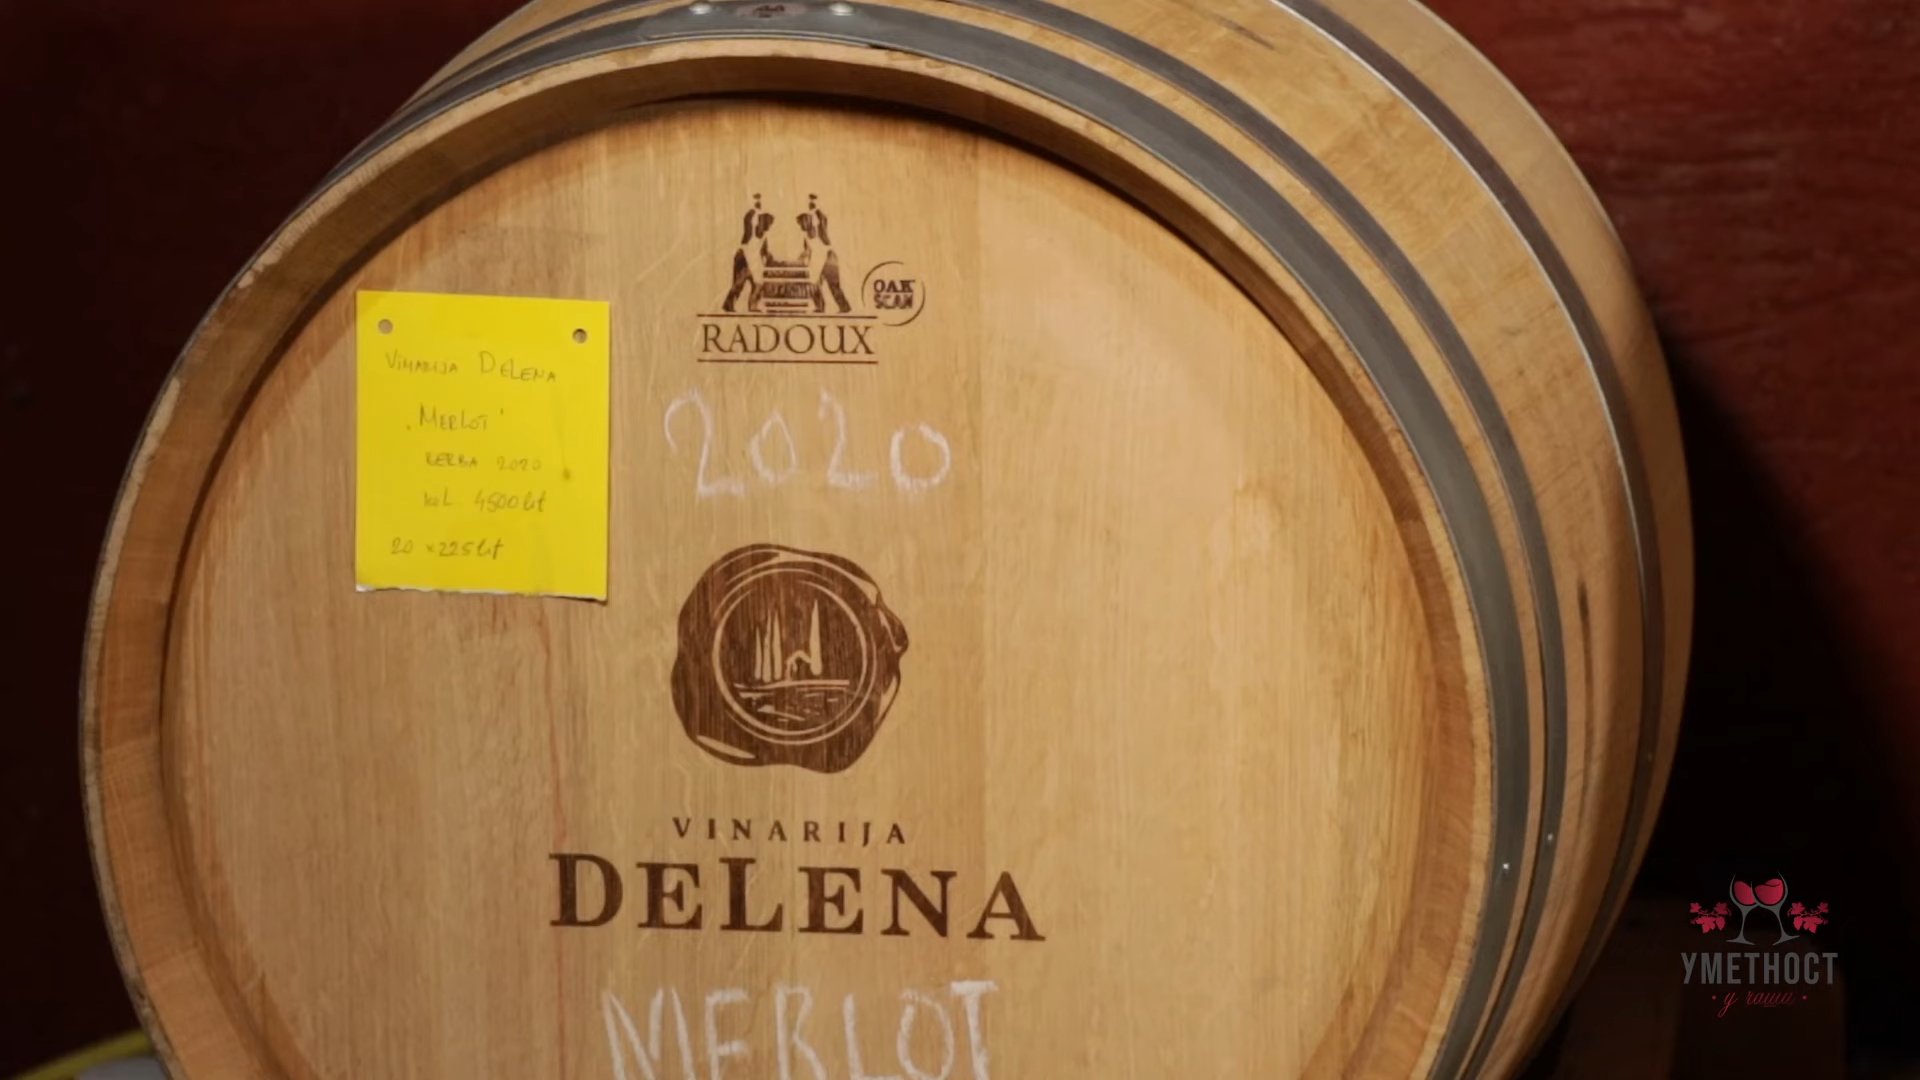 RADOUX
OAK
SCAN
VINARIJA DELENA
"MERLOT"
BERBA 2020
KOL. 4500 lit
20 x 225 lit
2020
VINARIJA
DELENA
MERLOT
УМЕТНОСТ
у чаши